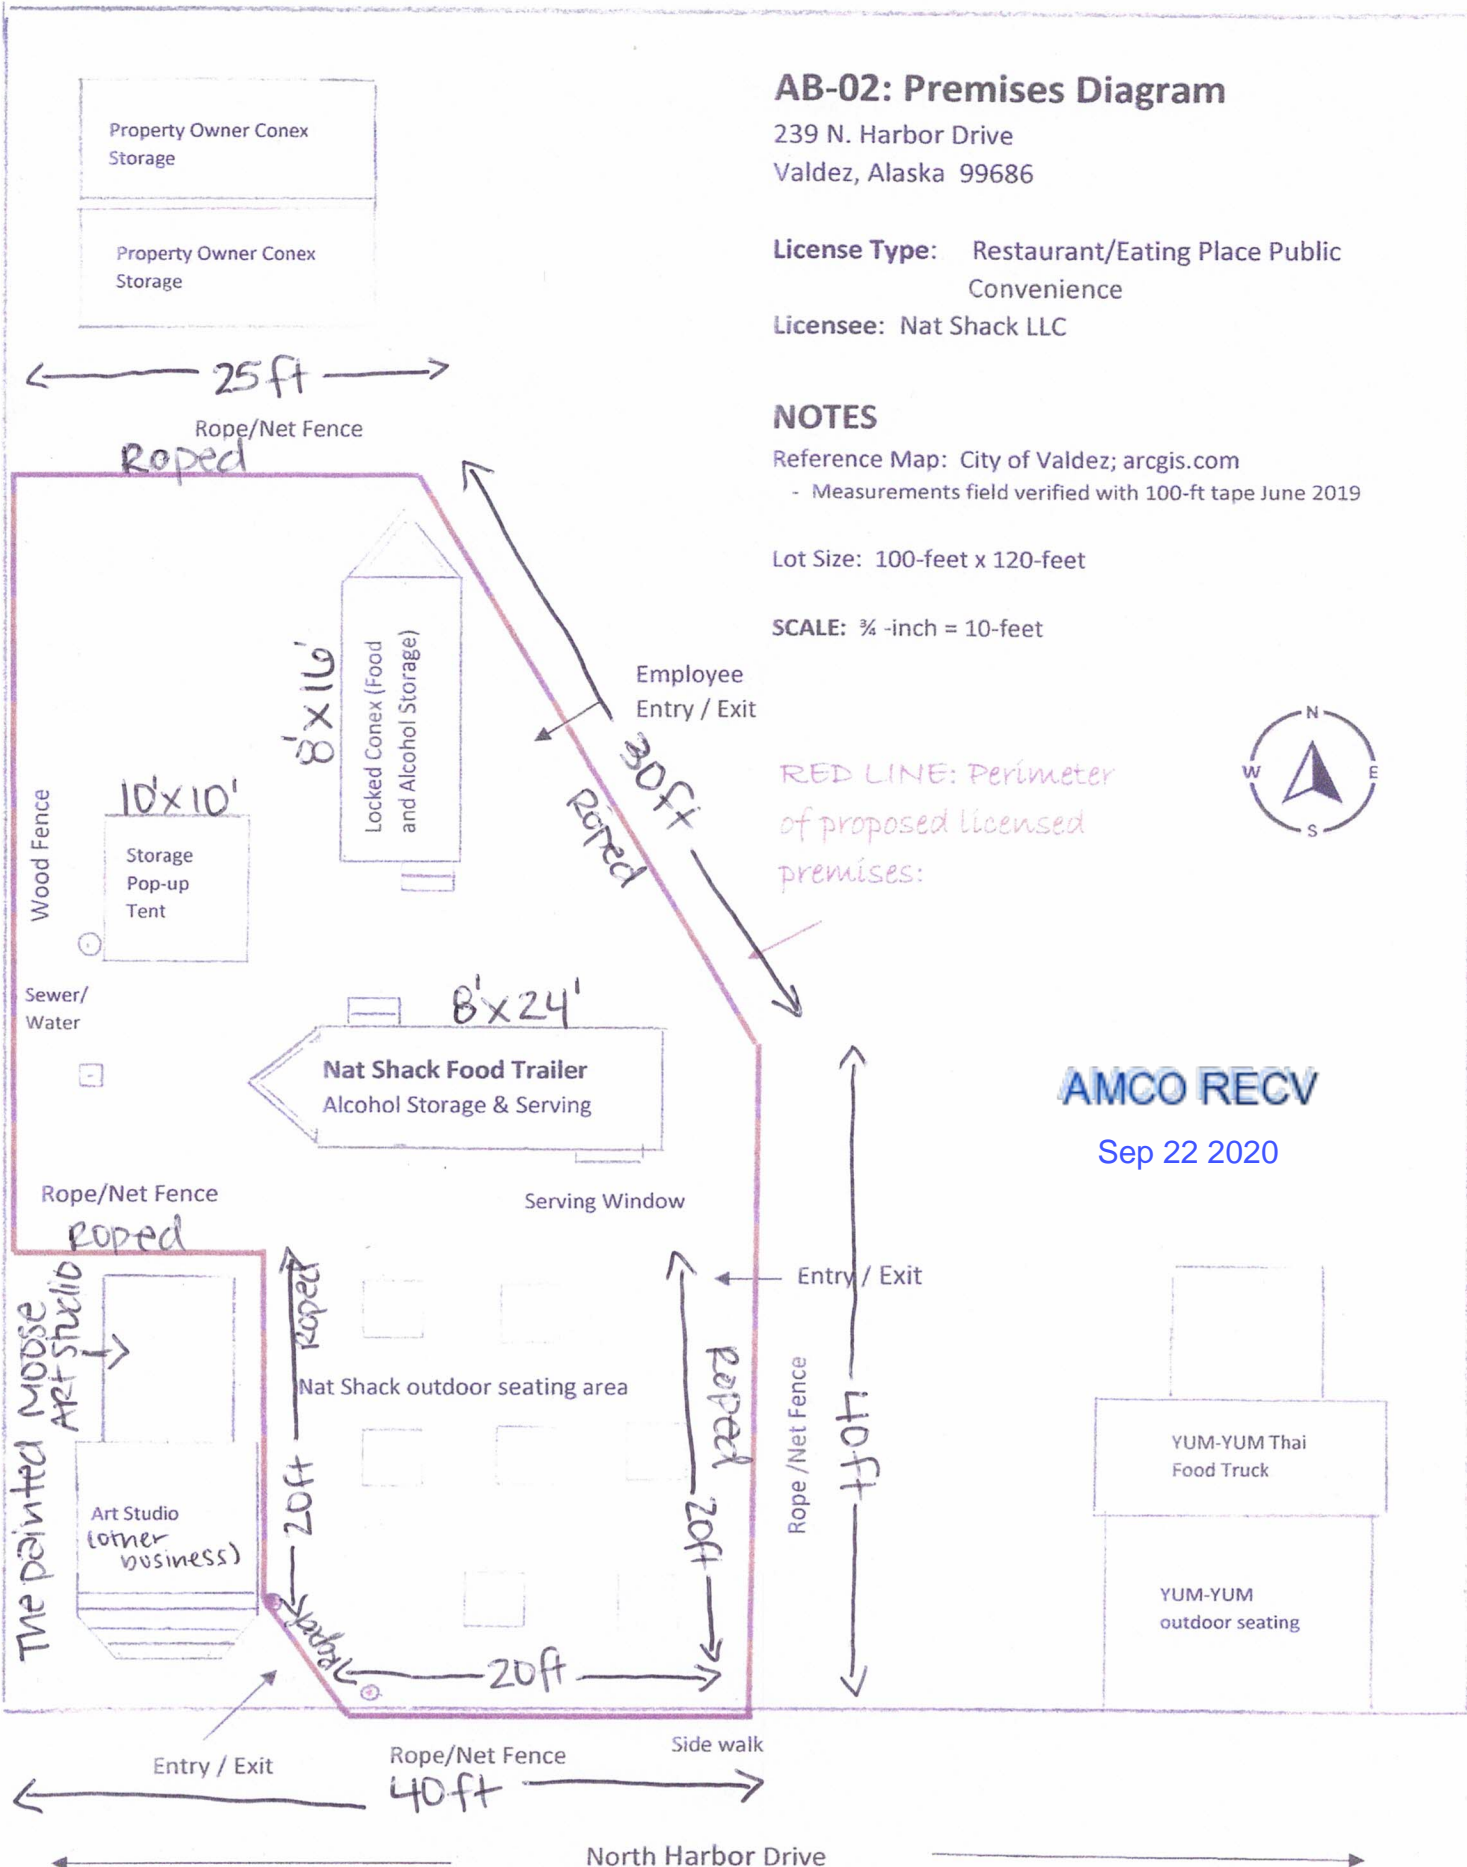 AB-02: Premises Diagram
239 N. Harbor Drive
Valdez, Alaska 99686
License Type: Restaurant/Eating Place Public
Convenience
Licensee: Nat Shack LLC
NOTES
Reference Map: City of Valdez; arcgis.com
- Measurements field verified with 100-ft tape June 2019
Lot Size: 100-feet x 120-feet
SCALE: ¾ -inch = 10-feet
Property Owner Conex
Storage
Property Owner Conex
Storage
25ft
Rope/Net Fence
Roped
8'x16'
Locked Conex (Food
and Alcohol Storage)
Employee
Entry / Exit
30ft
Roped
RED LINE: Perimeter
of proposed licensed
premises:
N
W
E
S
Wood Fence
10'x10'
Storage
Pop-up
Tent
Sewer/
Water
8'x24'
Nat Shack Food Trailer
Alcohol Storage & Serving
AMCO RECV
Sep 22 2020
Rope/Net Fence
Roped
Serving Window
Entry / Exit
Roped
20ft
Nat Shack outdoor seating area
Roped
20ft
Rope /Net Fence
40ft
The painted Moose
ART Studio
Art Studio
(other
business)
Roped
20ft
YUM-YUM Thai
Food Truck
YUM-YUM
outdoor seating
Entry / Exit
Rope/Net Fence
Side walk
40ft
North Harbor Drive